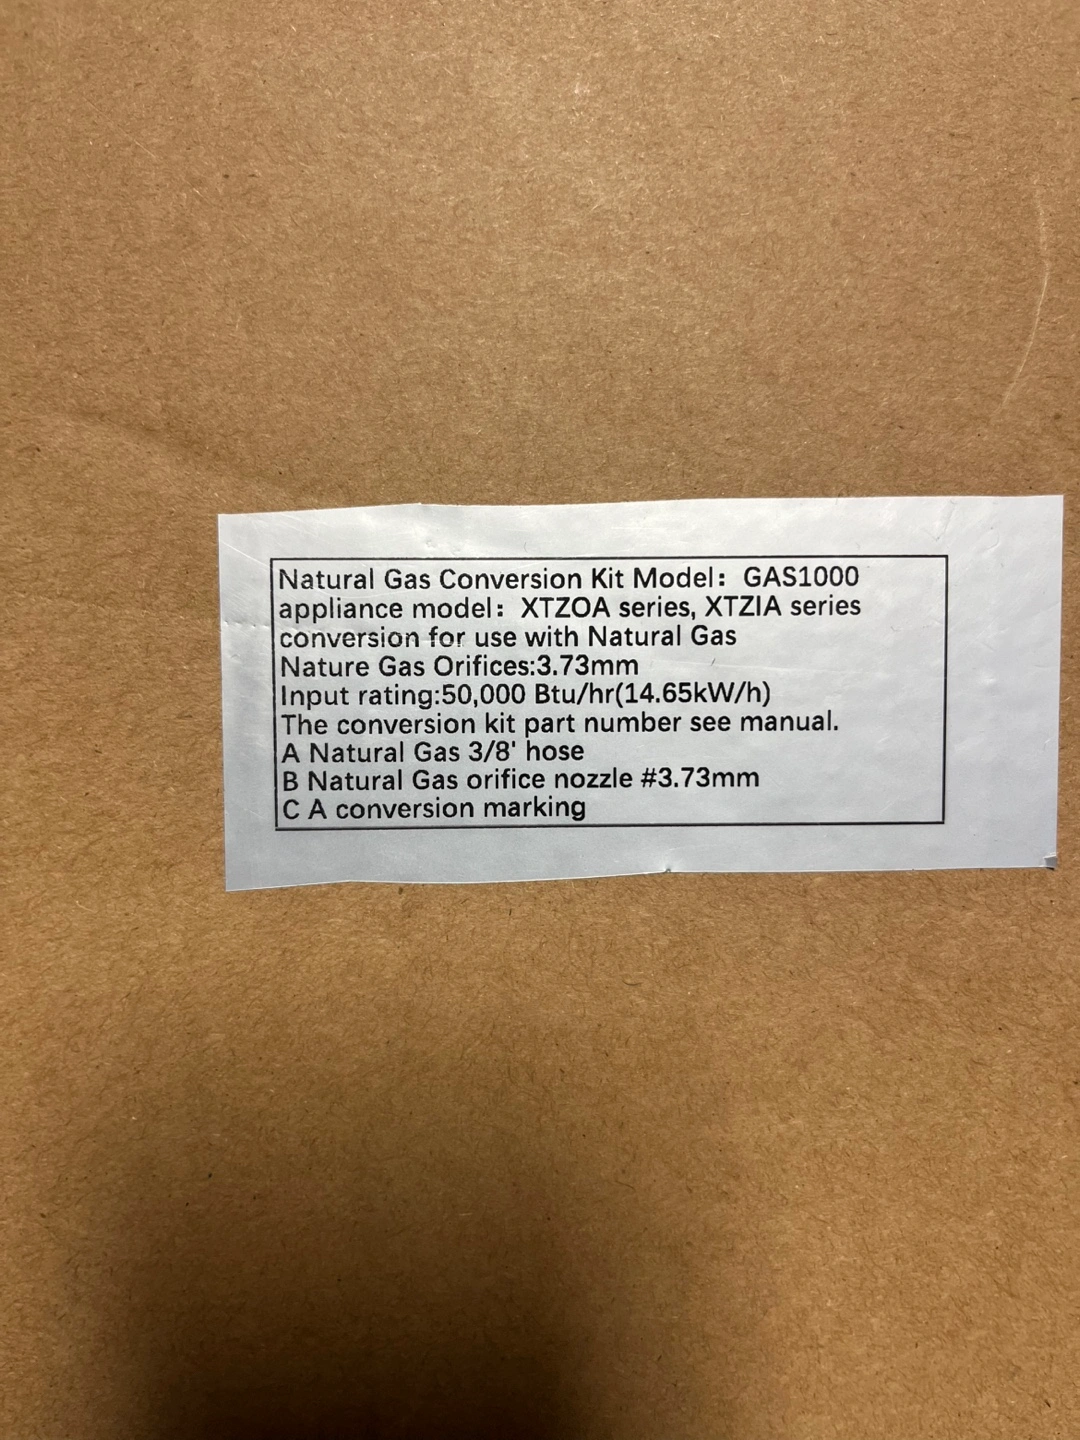 Natural Gas Conversion Kit Model: GAS1000
appliance model: XTZOA series, XTZIA series
conversion for use with Natural Gas
Nature Gas Orifices:3.73mm
Input rating:50,000 Btu/hr(14.65kW/h)
The conversion kit part number see manual.
A Natural Gas 3/8' hose
B Natural Gas orifice nozzle #3.73mm
C A conversion marking